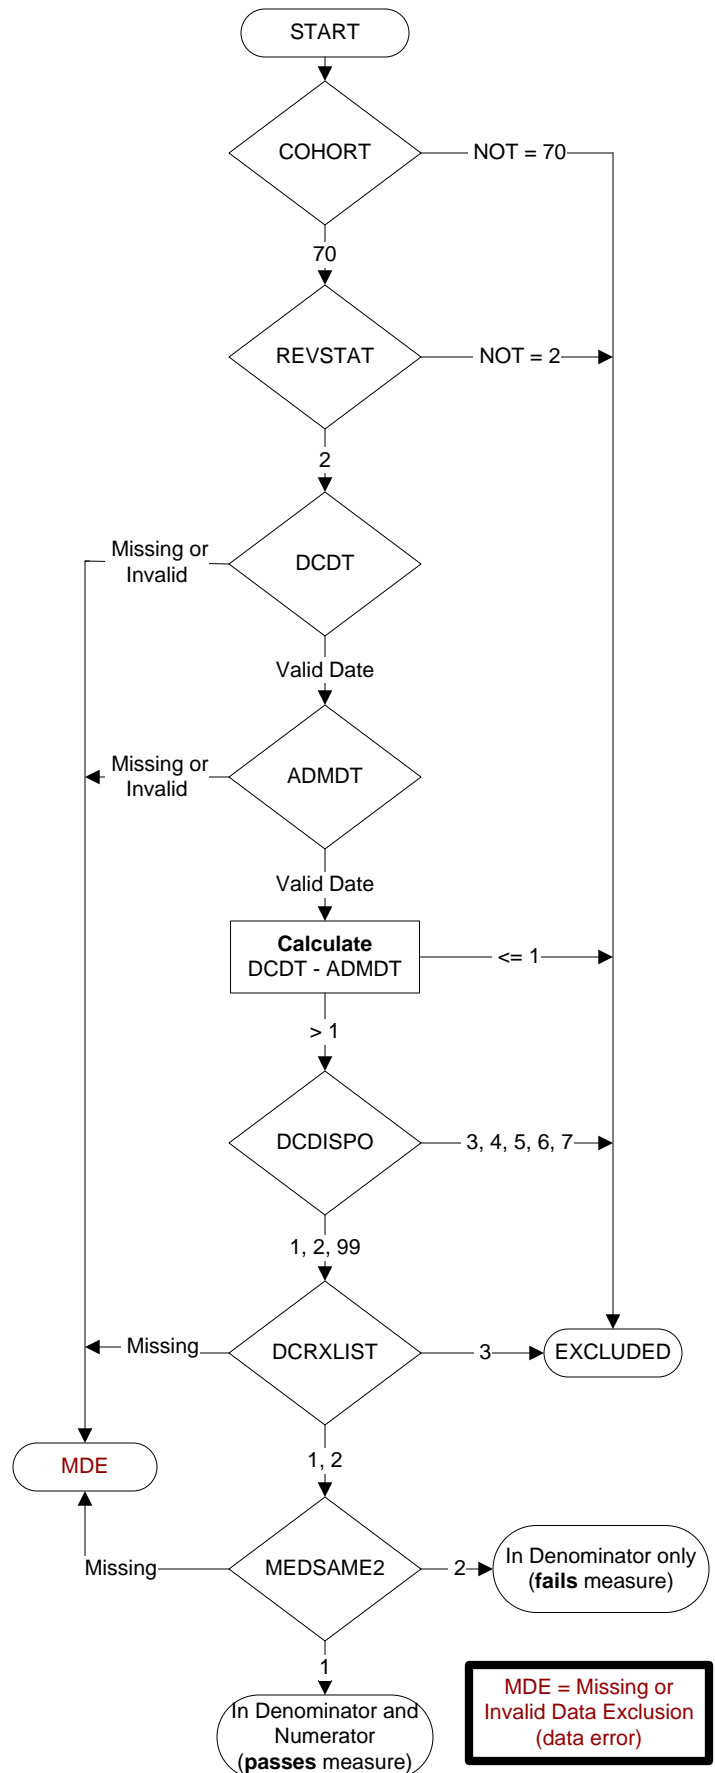 START
COHORT
NOT = 70
70
REVSTAT
NOT = 2
2
Missing or
Invalid
DCDT
Valid Date
Missing or
Invalid
ADMDT
Valid Date
Calculate
DCDT - ADMDT
<= 1
> 1
DCDISPO
3, 4, 5, 6, 7
1, 2, 99
Missing
DCRXLIST
3
EXCLUDED
1, 2
MDE
Missing
MEDSAME2
2
In Denominator only
(fails measure)
1
In Denominator and
Numerator
(passes measure)
MDE = Missing or
Invalid Data Exclusion
(data error)